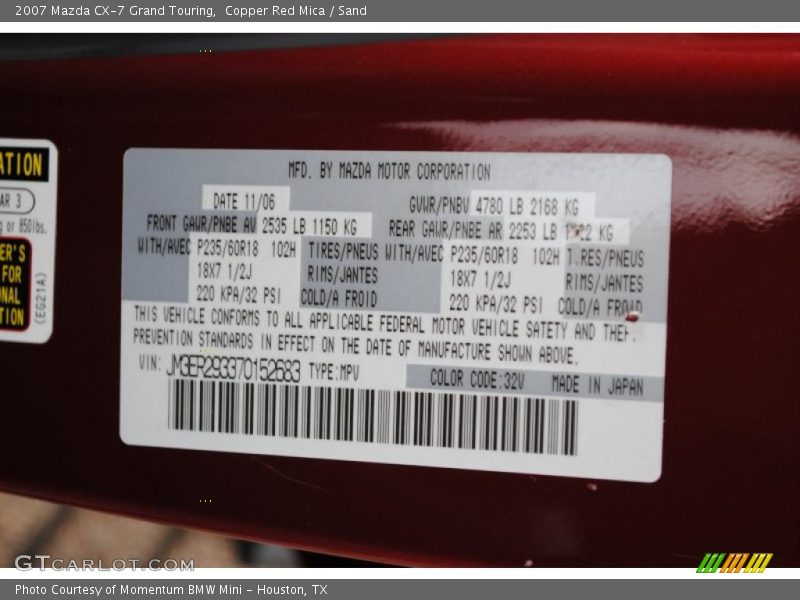 2007 Mazda CX-7 Grand Touring,  Copper Red Mica / Sand
ATION
AR 3
g or 850lbs.
ER'S
FOR
ONAL
TION
(EG21A)
MFD. BY MAZDA MOTOR CORPORATION
DATE 11/06 GVWR/PNBV 4780 LB 2168 KG
FRONT GAWR/PNBE AV 2535 LB 1150 KG REAR GAWR/PNBE AR 2253 LB KG
WITH/AVEC P235/60R18 102H TIRES/PNEUS WITH/AVEC P235/60R18 102H T.RES/PNEUS
18X7 1/2J RIMS/JANTES 18X7 1/2J RIMS/JANTES
220 KPA/32 PSI COLD/A FROID 220 KPA/32 PSI COLD/A FROID
THIS VEHICLE CONFORMS TO ALL APPLICABLE FEDERAL MOTOR VEHICLE SAFETY AND THEF.
PREVENTION STANDARDS IN EFFECT ON THE DATE OF MANUFACTURE SHOWN ABOVE.
VIN: JM3ER293370152683 TYPE:MPV
COLOR CODE:32V MADE IN JAPAN
GTCARLOT.COM
Photo Courtesy of Momentum BMW Mini - Houston, TX